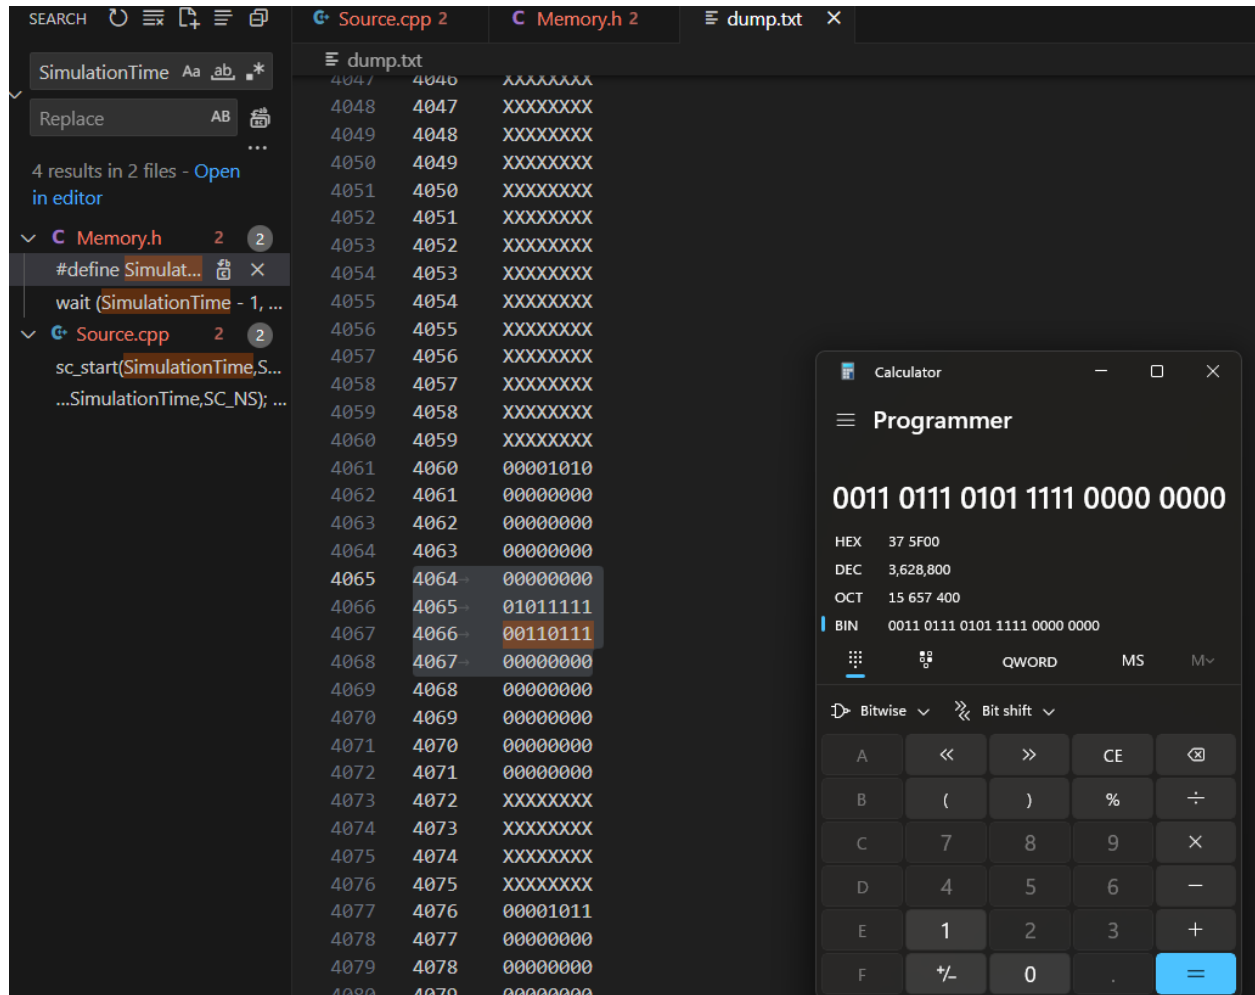 SEARCH
SimulationTime Aa ab *
Replace AB
...
4 results in 2 files - Open
in editor
C Memory.h 2 2
#define Simulat...
wait (SimulationTime - 1, ...
Source.cpp 2 2
sc_start(SimulationTime,S...
...SimulationTime,SC_NS); ...
Source.cpp 2 C Memory.h 2 dump.txt
dump.txt
4047 4046 XXXXXXXX
4048 4047 XXXXXXXX
4049 4048 XXXXXXXX
4050 4049 XXXXXXXX
4051 4050 XXXXXXXX
4052 4051 XXXXXXXX
4053 4052 XXXXXXXX
4054 4053 XXXXXXXX
4055 4054 XXXXXXXX
4056 4055 XXXXXXXX
4057 4056 XXXXXXXX
4058 4057 XXXXXXXX
4059 4058 XXXXXXXX
4060 4059 XXXXXXXX
4061 4060 00001010
4062 4061 00000000
4063 4062 00000000
4064 4063 00000000
4065 4064 00000000
4066 4065 01011111
4067 4066 00110111
4068 4067 00000000
4069 4068 00000000
4070 4069 00000000
4071 4070 00000000
4072 4071 00000000
4073 4072 XXXXXXXX
4074 4073 XXXXXXXX
4075 4074 XXXXXXXX
4076 4075 XXXXXXXX
4077 4076 00001011
4078 4077 00000000
4079 4078 00000000
4080 4079 00000000
Calculator
Programmer
0011 0111 0101 1111 0000 0000
HEX 37 5F00
DEC 3,628,800
OCT 15 657 400
BIN 0011 0111 0101 1111 0000 0000
QWORD MS M
Bitwise Bit shift
A << >> CE
B ( ) % ÷
C 7 8 9 ×
D 4 5 6 −
E 1 2 3 +
F +/− 0 . =